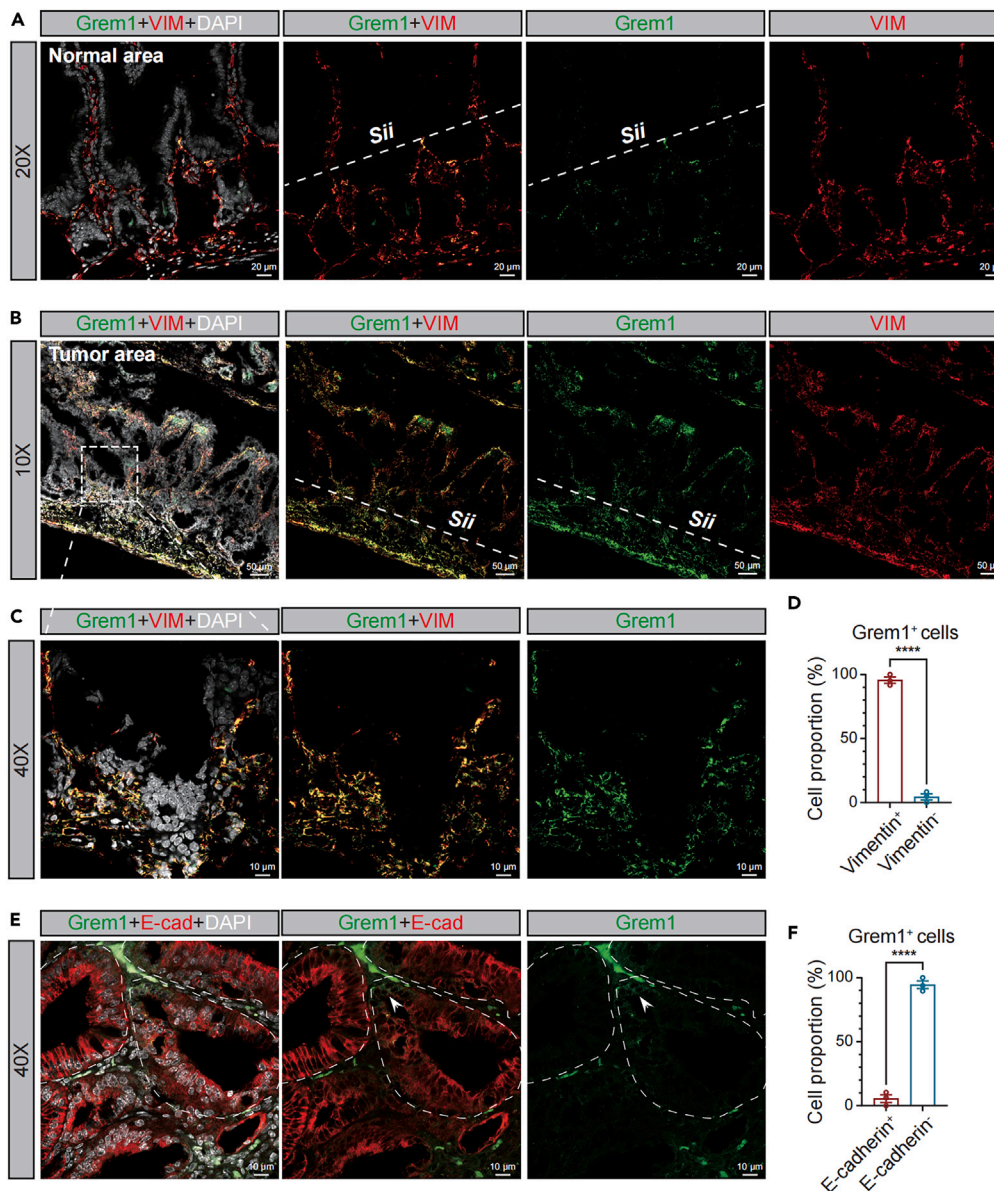 A
Grem1+VIM+DAPI
Grem1+VIM
Grem1
VIM
20X
Normal area
Sii
Sii
20 μm
20 μm
20 μm
20 μm
B
Grem1+VIM+DAPI
Grem1+VIM
Grem1
VIM
10X
Tumor area
Sii
Sii
50 μm
50 μm
50 μm
50 μm
C
Grem1+VIM+DAPI
Grem1+VIM
Grem1
40X
10 μm
10 μm
10 μm
D
Grem1⁺ cells
****
Cell proportion (%)
100
50
0
Vimentin⁺
Vimentin⁻
E
Grem1+E-cad+DAPI
Grem1+E-cad
Grem1
40X
10 μm
10 μm
10 μm
F
Grem1⁺ cells
****
Cell proportion (%)
100
50
0
E-cadherin⁺
E-cadherin⁻